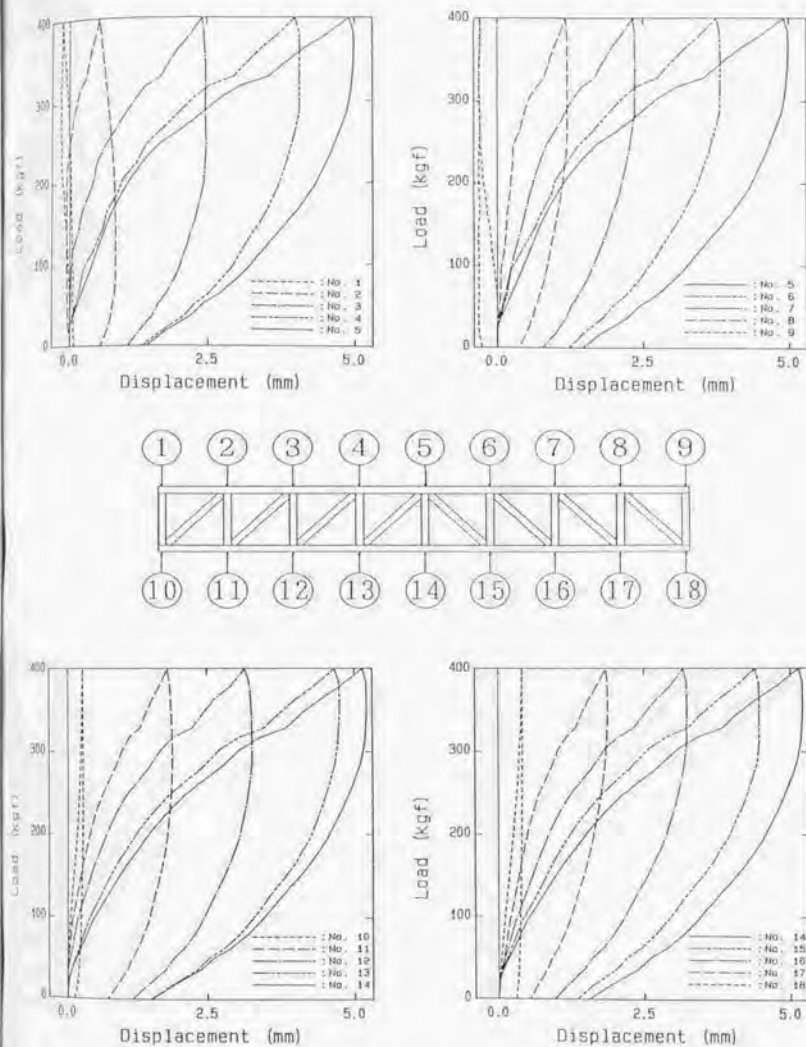 400
300
200
100
0
Load (kgf)
0.0 2.5 5.0
Displacement (mm)
:No. 1
:No. 2
:No. 3
:No. 4
:No. 5
400
300
200
100
0
Load (kgf)
0.0 2.5 5.0
Displacement (mm)
:No. 5
:No. 6
:No. 7
:No. 8
:No. 9
1 2 3 4 5 6 7 8 9
10 11 12 13 14 15 16 17 18
400
300
200
100
0
Load (kgf)
0.0 2.5 5.0
Displacement (mm)
:No. 10
:No. 11
:No. 12
:No. 13
:No. 14
400
300
200
100
0
Load (kgf)
0.0 2.5 5.0
Displacement (mm)
:No. 14
:No. 15
:No. 16
:No. 17
:No. 18